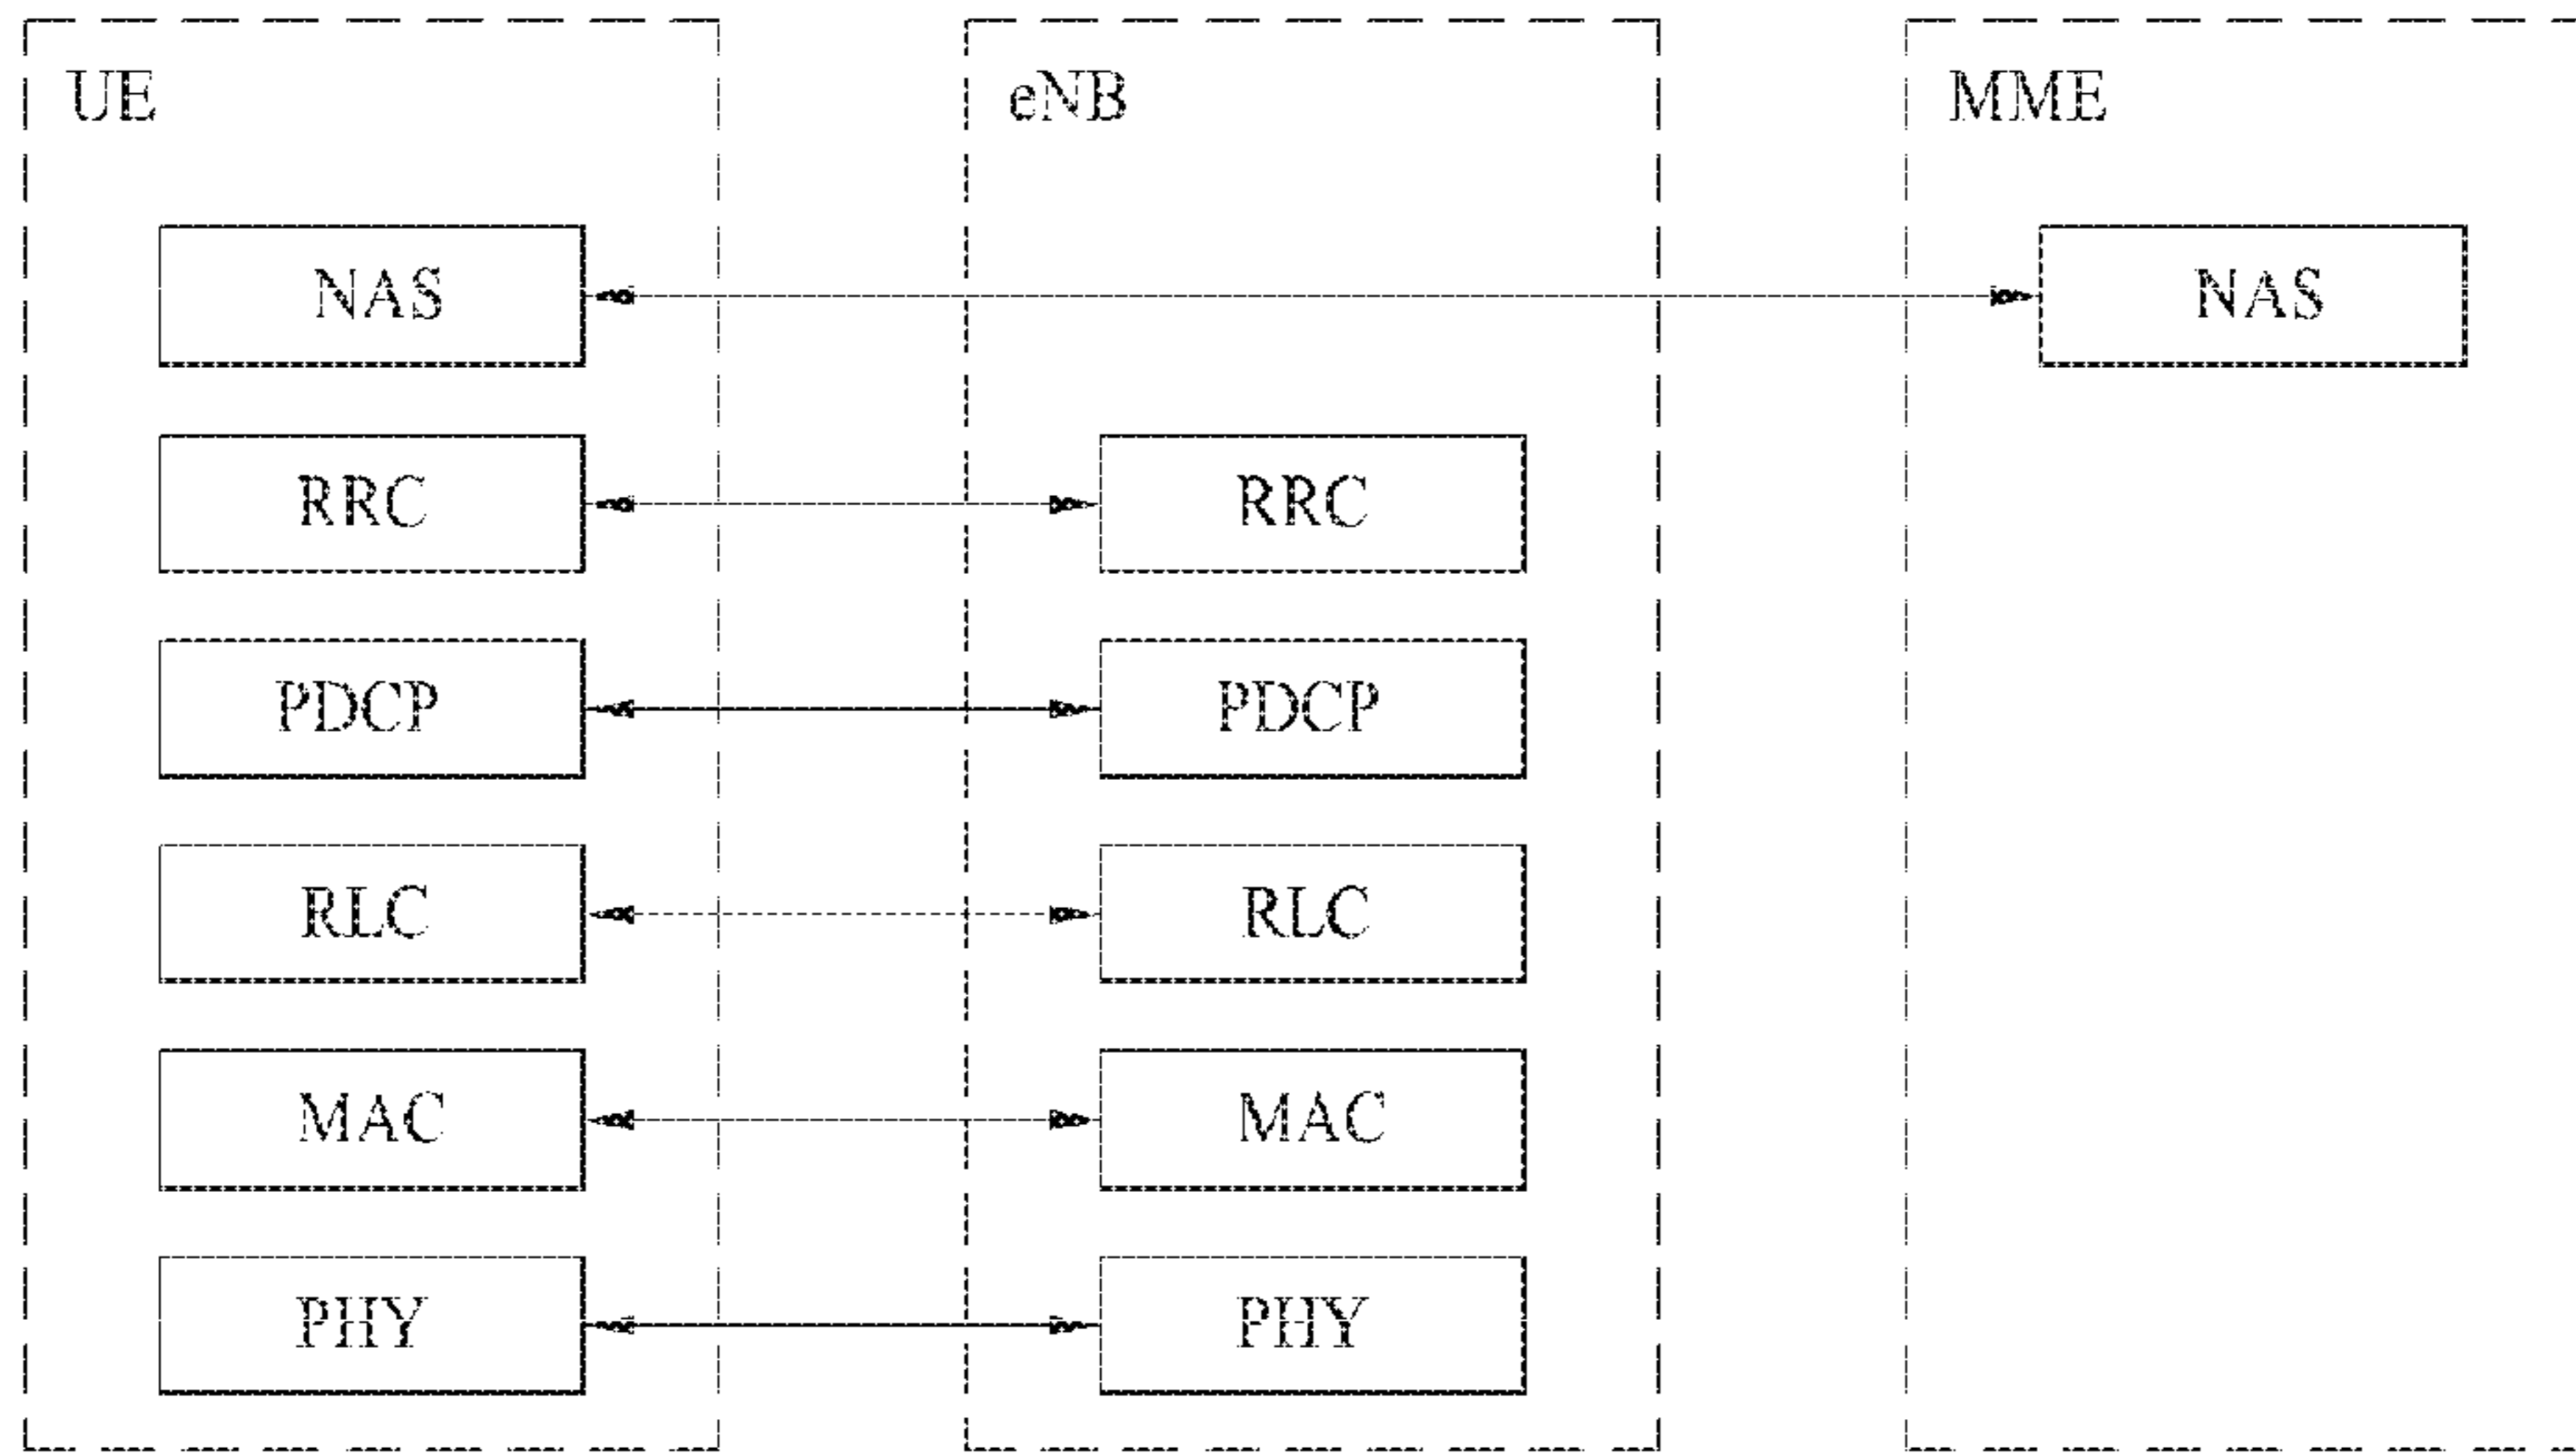 UE
eNB
MME
NAS
NAS
RRC
RRC
PDCP
PDCP
RLC
RLC
MAC
MAC
PHY
PHY